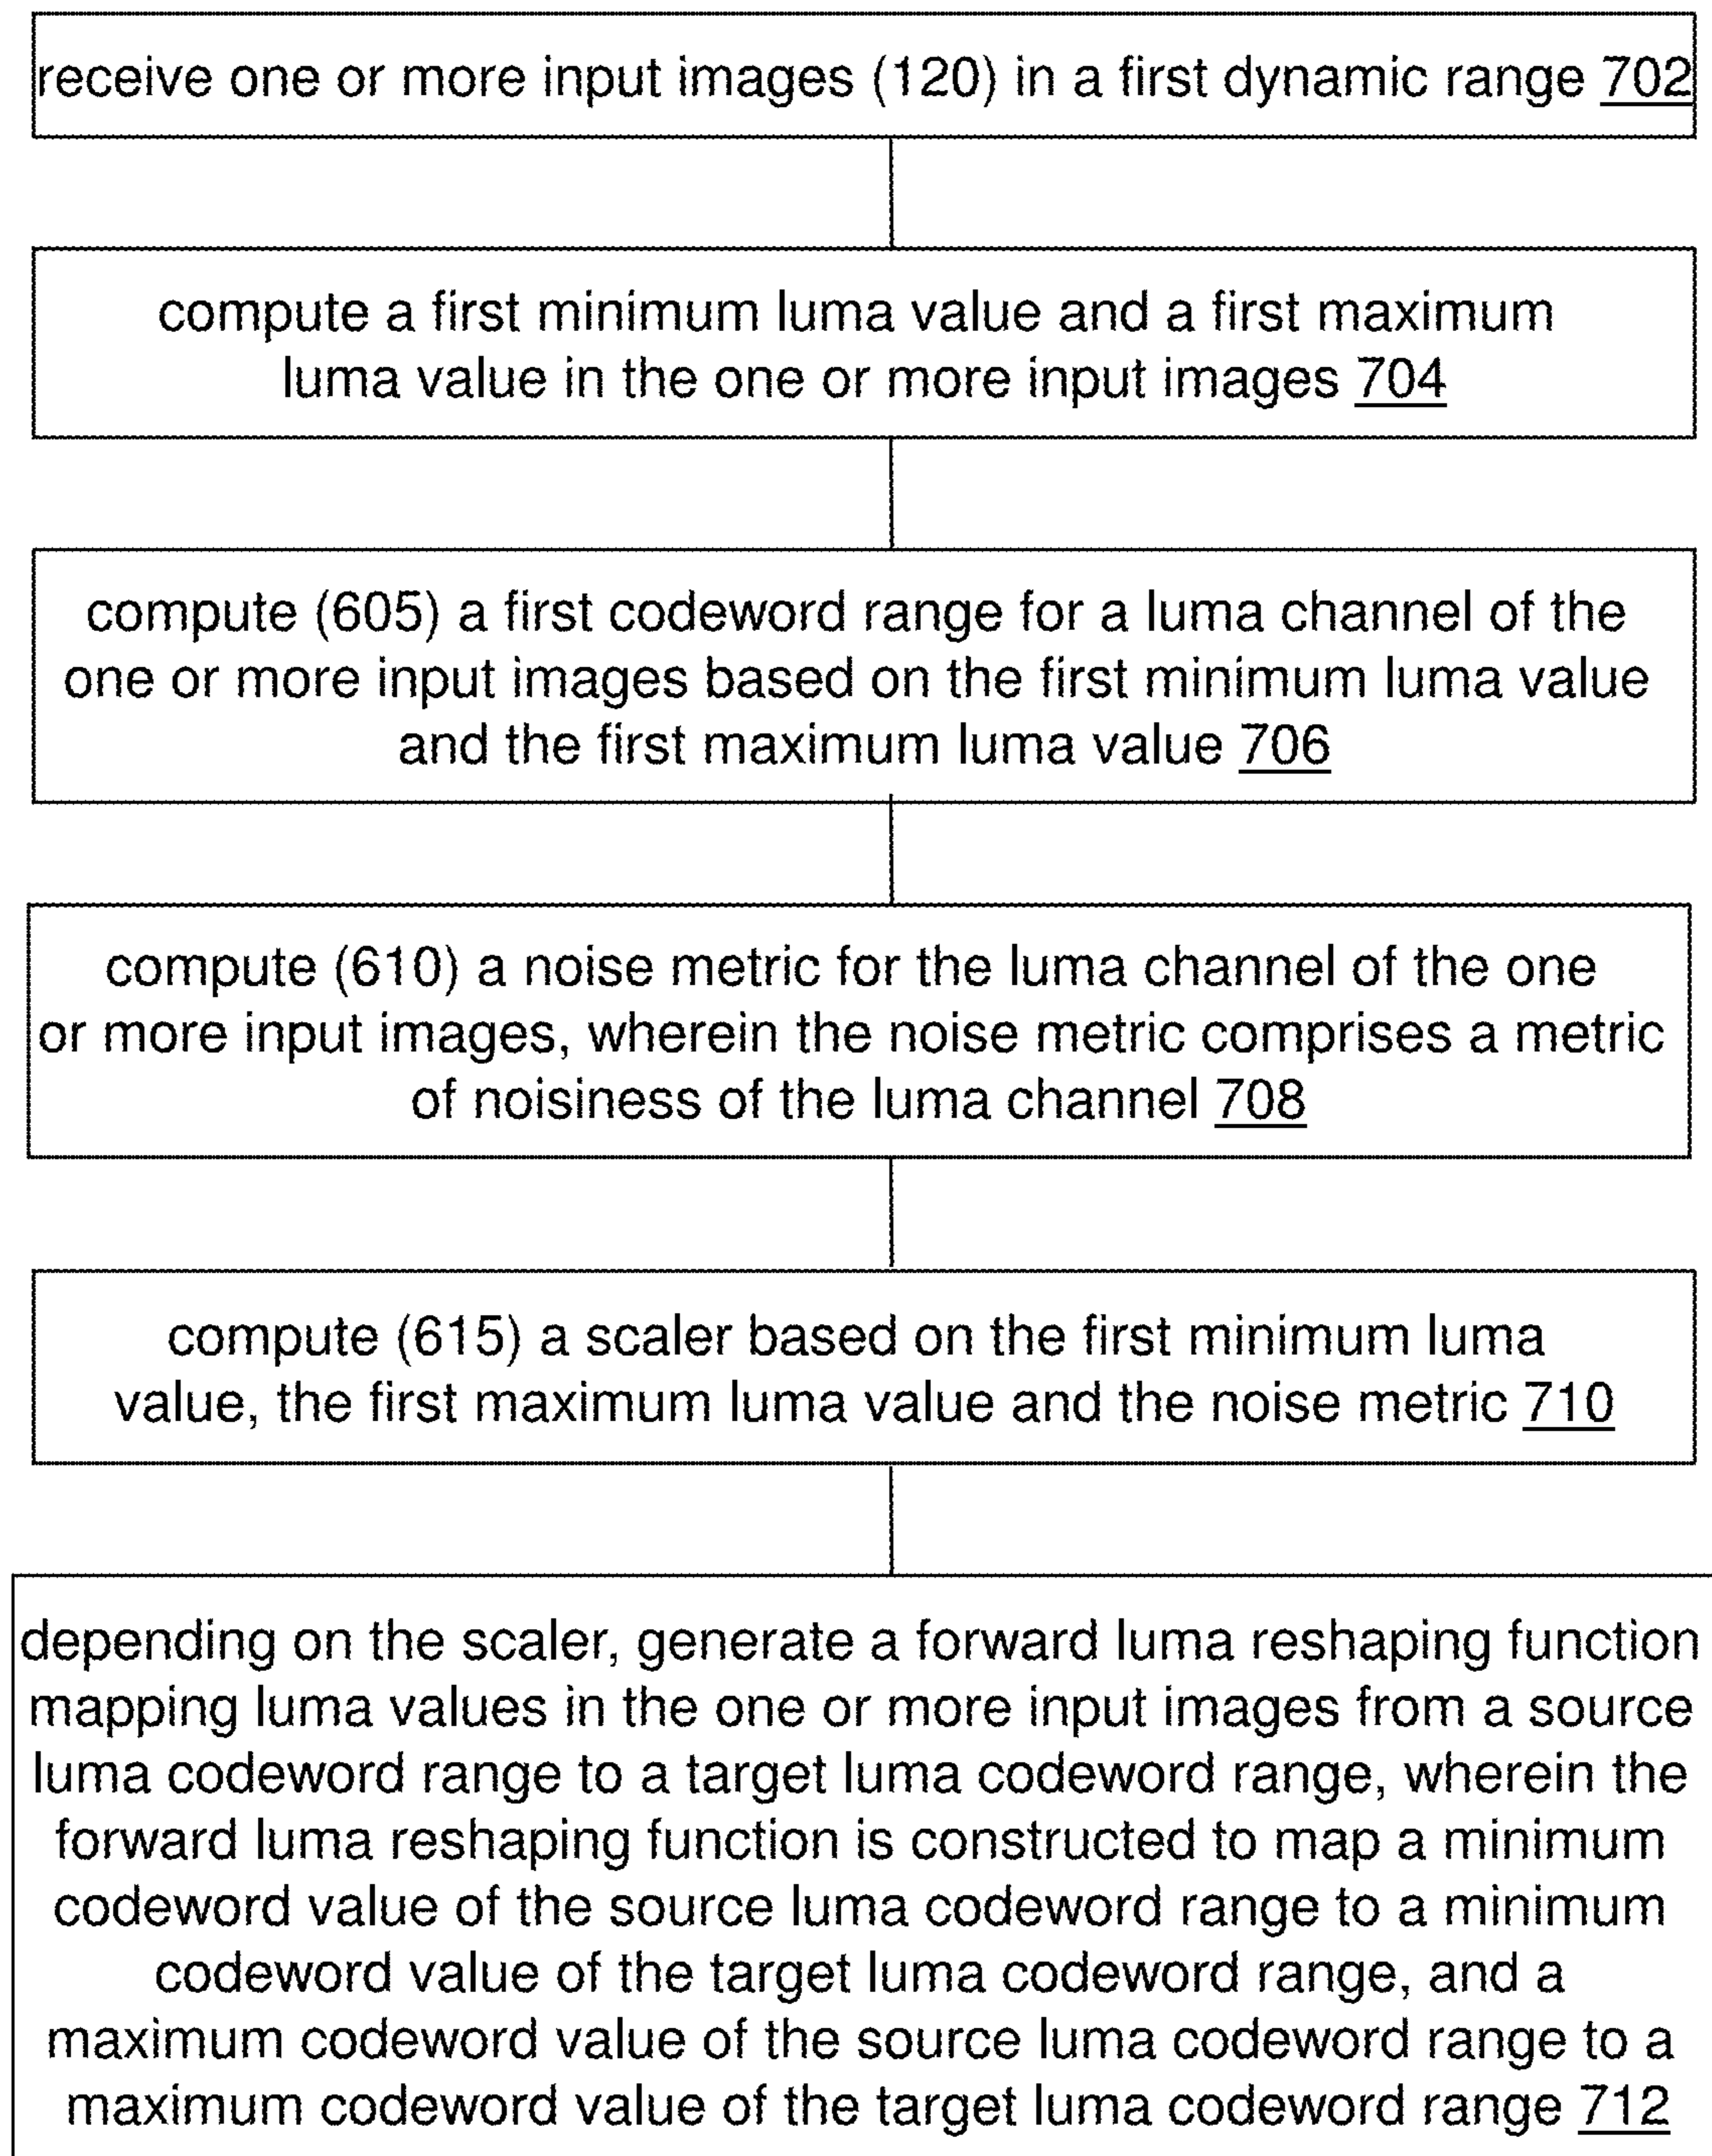 receive one or more input images (120) in a first dynamic range 702
compute a first minimum luma value and a first maximum
luma value in the one or more input images 704
compute (605) a first codeword range for a luma channel of the
one or more input images based on the first minimum luma value
and the first maximum luma value 706
compute (610) a noise metric for the luma channel of the one
or more input images, wherein the noise metric comprises a metric
of noisiness of the luma channel 708
compute (615) a scaler based on the first minimum luma
value, the first maximum luma value and the noise metric 710
depending on the scaler, generate a forward luma reshaping function
mapping luma values in the one or more input images from a source
luma codeword range to a target luma codeword range, wherein the
forward luma reshaping function is constructed to map a minimum
codeword value of the source luma codeword range to a minimum
codeword value of the target luma codeword range, and a
maximum codeword value of the source luma codeword range to a
maximum codeword value of the target luma codeword range 712